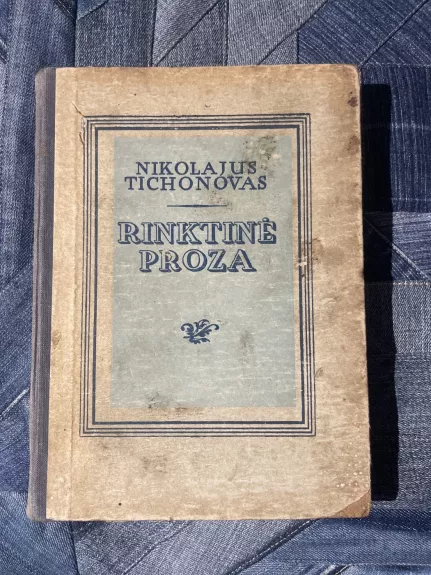 NIKOLAJUS
TICHONOVAS
RINKTINĖ
PROZA